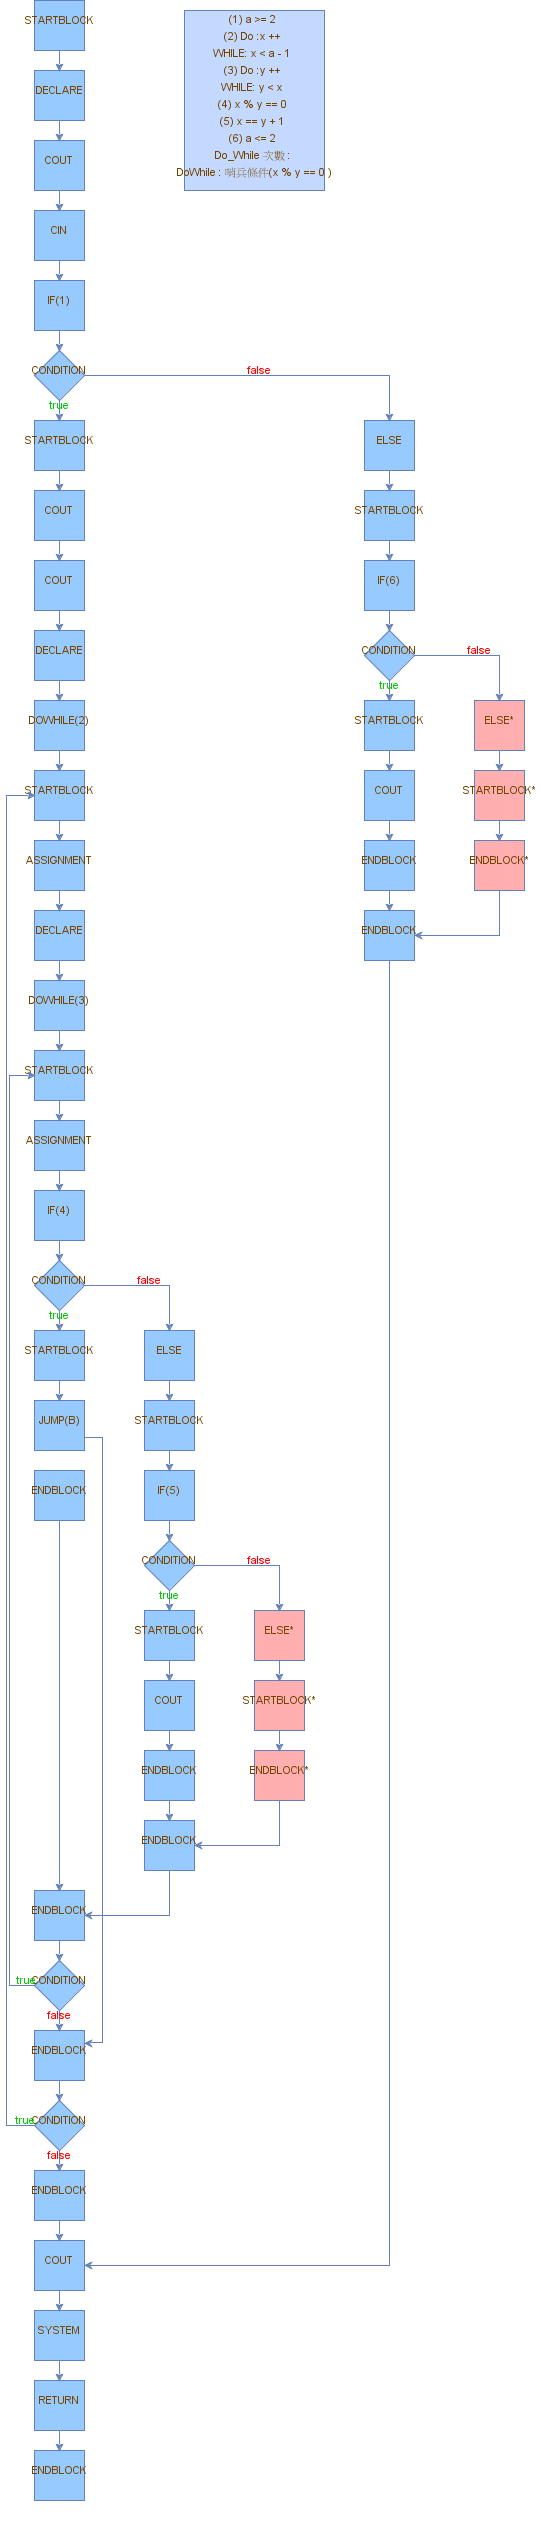 STARTBLOCK
DECLARE
COUT
CIN
IF(1)
(1) a >= 2
(2) Do :x ++
WHILE: x < a - 1
(3) Do :y ++
WHILE: y < x
(4) x % y == 0
(5) x == y + 1
(6) a <= 2
Do_While 次數 :
DoWhile : 哨兵條件(x % y == 0 )
CONDITION
false
true
STARTBLOCK
ELSE
COUT
STARTBLOCK
COUT
IF(6)
DECLARE
CONDITION
false
true
DOWHILE(2)
STARTBLOCK
ELSE*
STARTBLOCK
COUT
STARTBLOCK*
ASSIGNMENT
ENDBLOCK
ENDBLOCK*
DECLARE
ENDBLOCK
DOWHILE(3)
STARTBLOCK
ASSIGNMENT
IF(4)
CONDITION
false
true
STARTBLOCK
ELSE
JUMP(B)
STARTBLOCK
ENDBLOCK
IF(5)
CONDITION
false
true
STARTBLOCK
ELSE*
COUT
STARTBLOCK*
ENDBLOCK
ENDBLOCK*
ENDBLOCK
ENDBLOCK
true
CONDITION
false
ENDBLOCK
true
CONDITION
false
ENDBLOCK
COUT
SYSTEM
RETURN
ENDBLOCK